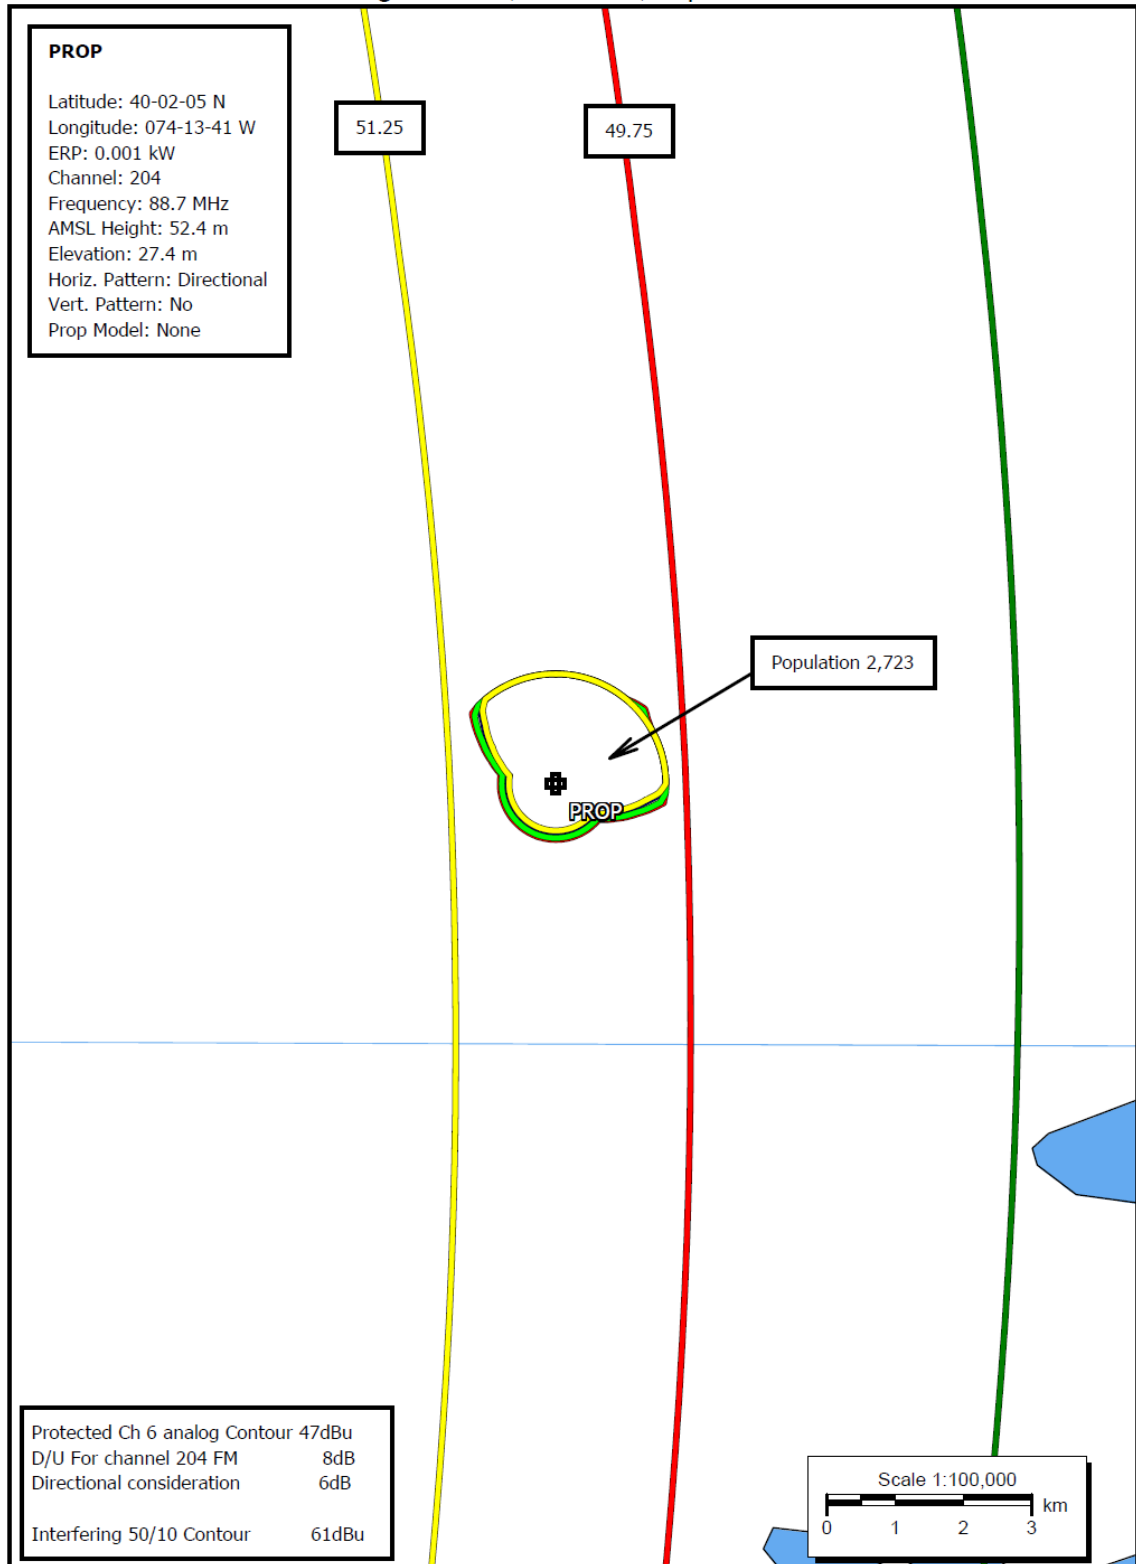 PROP
Latitude: 40-02-05 N
Longitude: 074-13-41 W
ERP: 0.001 kW
Channel: 204
Frequency: 88.7 MHz
AMSL Height: 52.4 m
Elevation: 27.4 m
Horiz. Pattern: Directional
Vert. Pattern: No
Prop Model: None
51.25
49.75
Population 2,723
PROP
Protected Ch 6 analog Contour 47dBu
D/U For channel 204 FM 8dB
Directional consideration 6dB
Interfering 50/10 Contour 61dBu
Scale 1:100,000
km
0 1 2 3